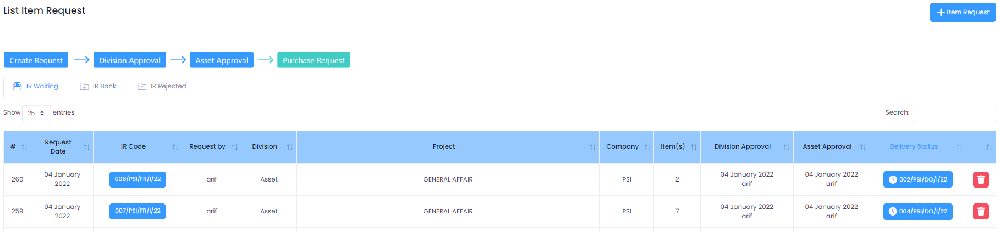 List Item Request
Item Request
Create Request Division Approval Asset Approval Purchase Request
IR Waiting IR Bank IR Rejected
Show 25 entries Search:
# Request Date IR Code Request by Division Project Company Item(s) Division Approval Asset Approval Delivery Status
260 04 January 2022 006/PSI/FR/I/22 arif Asset GENERAL AFFAIR PSI 2 04 January 2022 arif 04 January 2022 arif 002/PSI/DO/I/22
259 04 January 2022 007/PSI/FR/I/22 arif Asset GENERAL AFFAIR PSI 7 04 January 2022 arif 04 January 2022 arif 004/PSI/DO/I/22